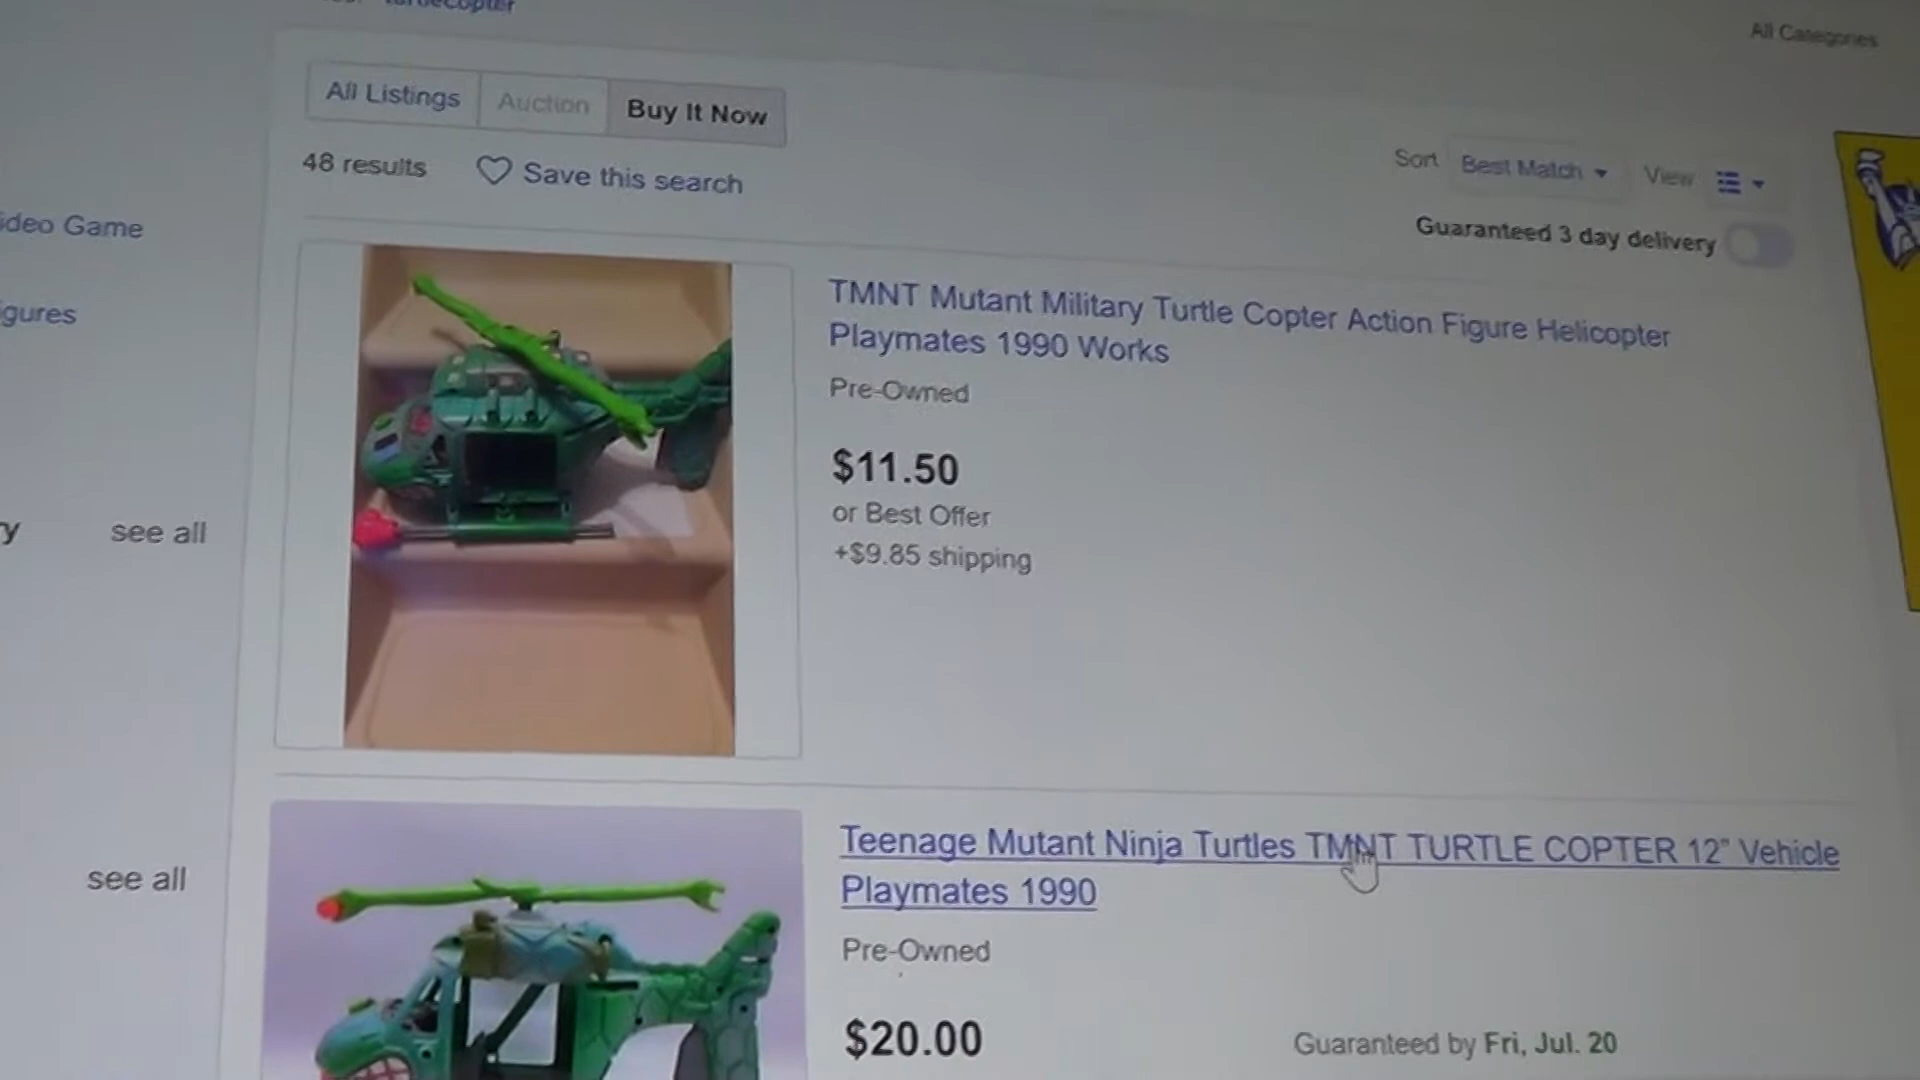 All Categories
All Listings Auction Buy It Now
48 results Save this search
Sort Best Match View
Guaranteed 3 day delivery
ideo Game
igures
TMNT Mutant Military Turtle Copter Action Figure Helicopter
Playmates 1990 Works
Pre-Owned
$11.50
or Best Offer
+$9.85 shipping
ry see all
see all
Teenage Mutant Ninja Turtles TMNT TURTLE COPTER 12" Vehicle
Playmates 1990
Pre-Owned
$20.00
Guaranteed by Fri, Jul. 20